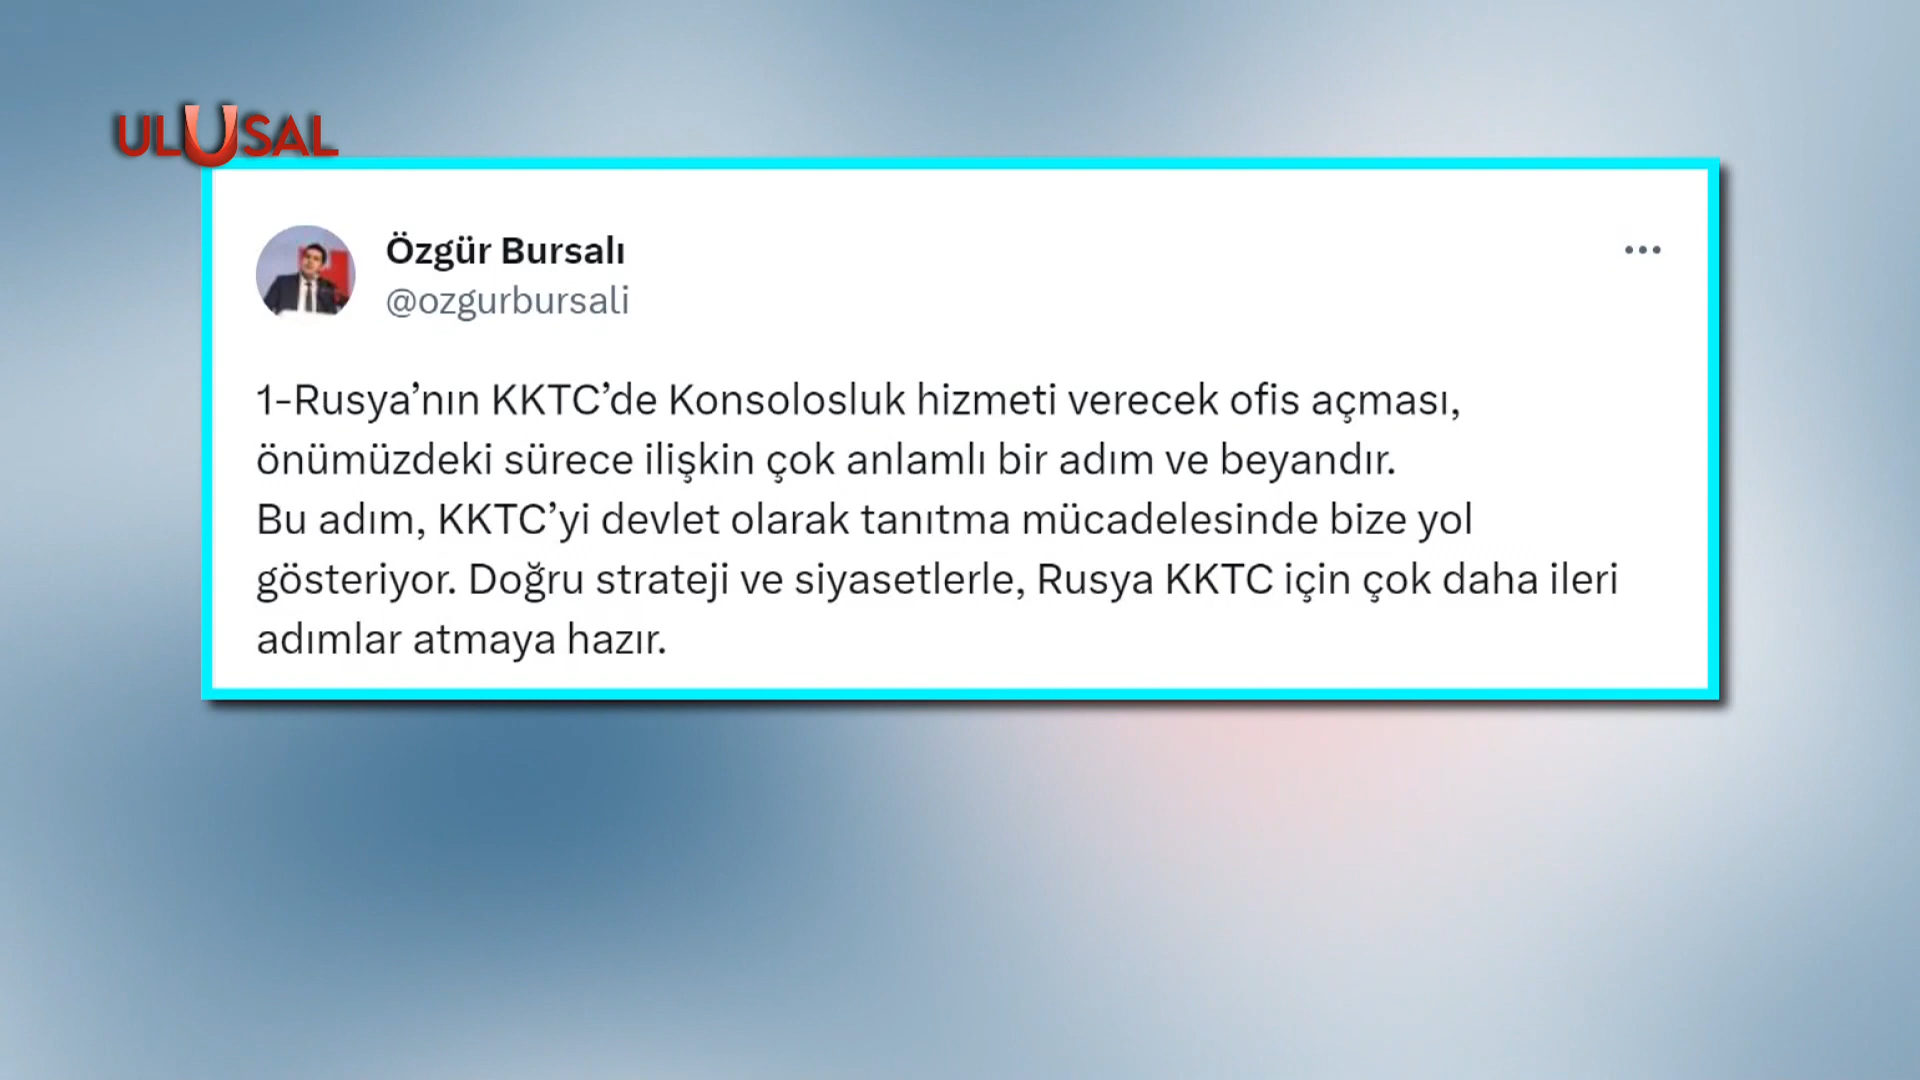 ULUSAL
Özgür Bursalı
@ozgurbursali
1-Rusya’nın KKTC’de Konsolosluk hizmeti verecek ofis açması,
önümüzdeki sürece ilişkin çok anlamlı bir adım ve beyandır.
Bu adım, KKTC’yi devlet olarak tanıtma mücadelesinde bize yol
gösteriyor. Doğru strateji ve siyasetlerle, Rusya KKTC için çok daha ileri
adımlar atmaya hazır.